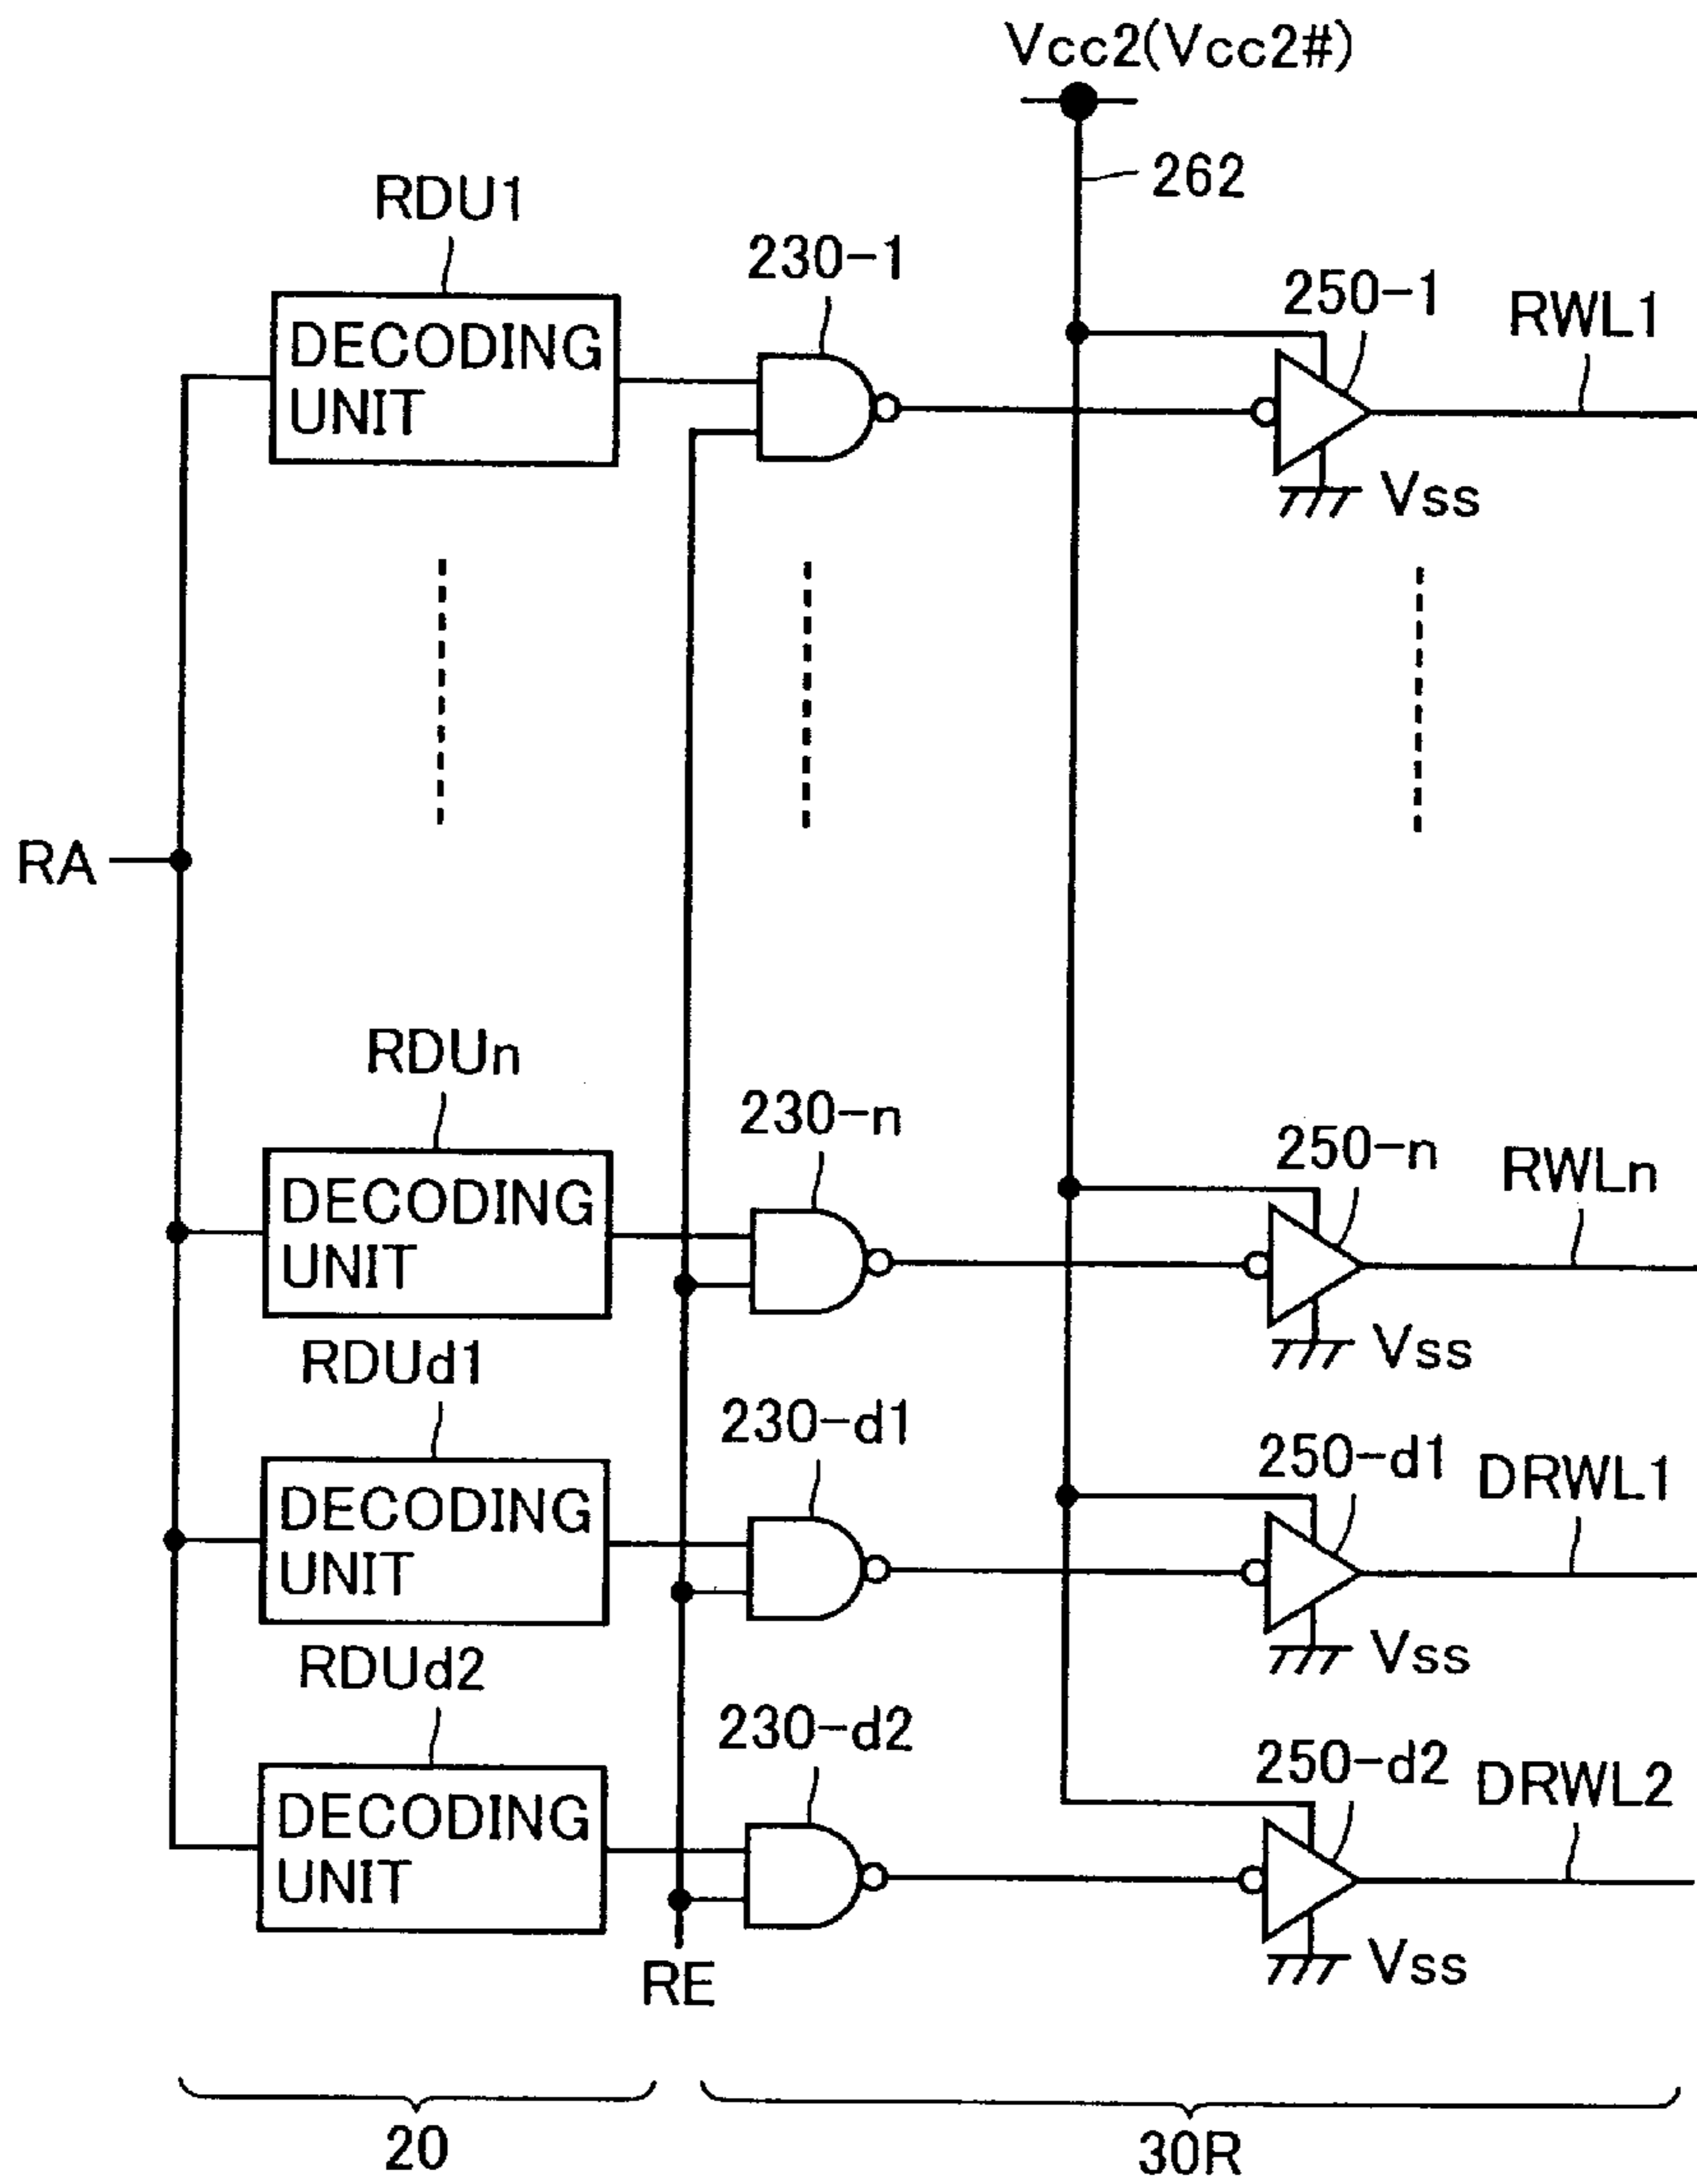 Vcc2(Vcc2#)
262
RDU1
230-1
250-1
RWL1
DECODING
UNIT
Vss
RA
RDUn
230-n
250-n
RWLn
DECODING
UNIT
Vss
RDUd1
230-d1
250-d1
DRWL1
DECODING
UNIT
Vss
RDUd2
230-d2
250-d2
DRWL2
DECODING
UNIT
Vss
RE
20
30R